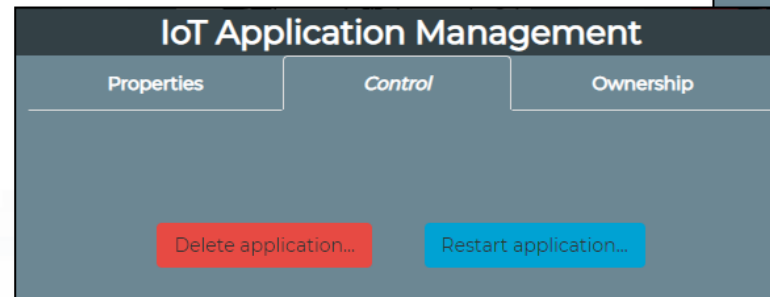 IoT Application Management
Properties Control Ownership
Delete application... Restart application...